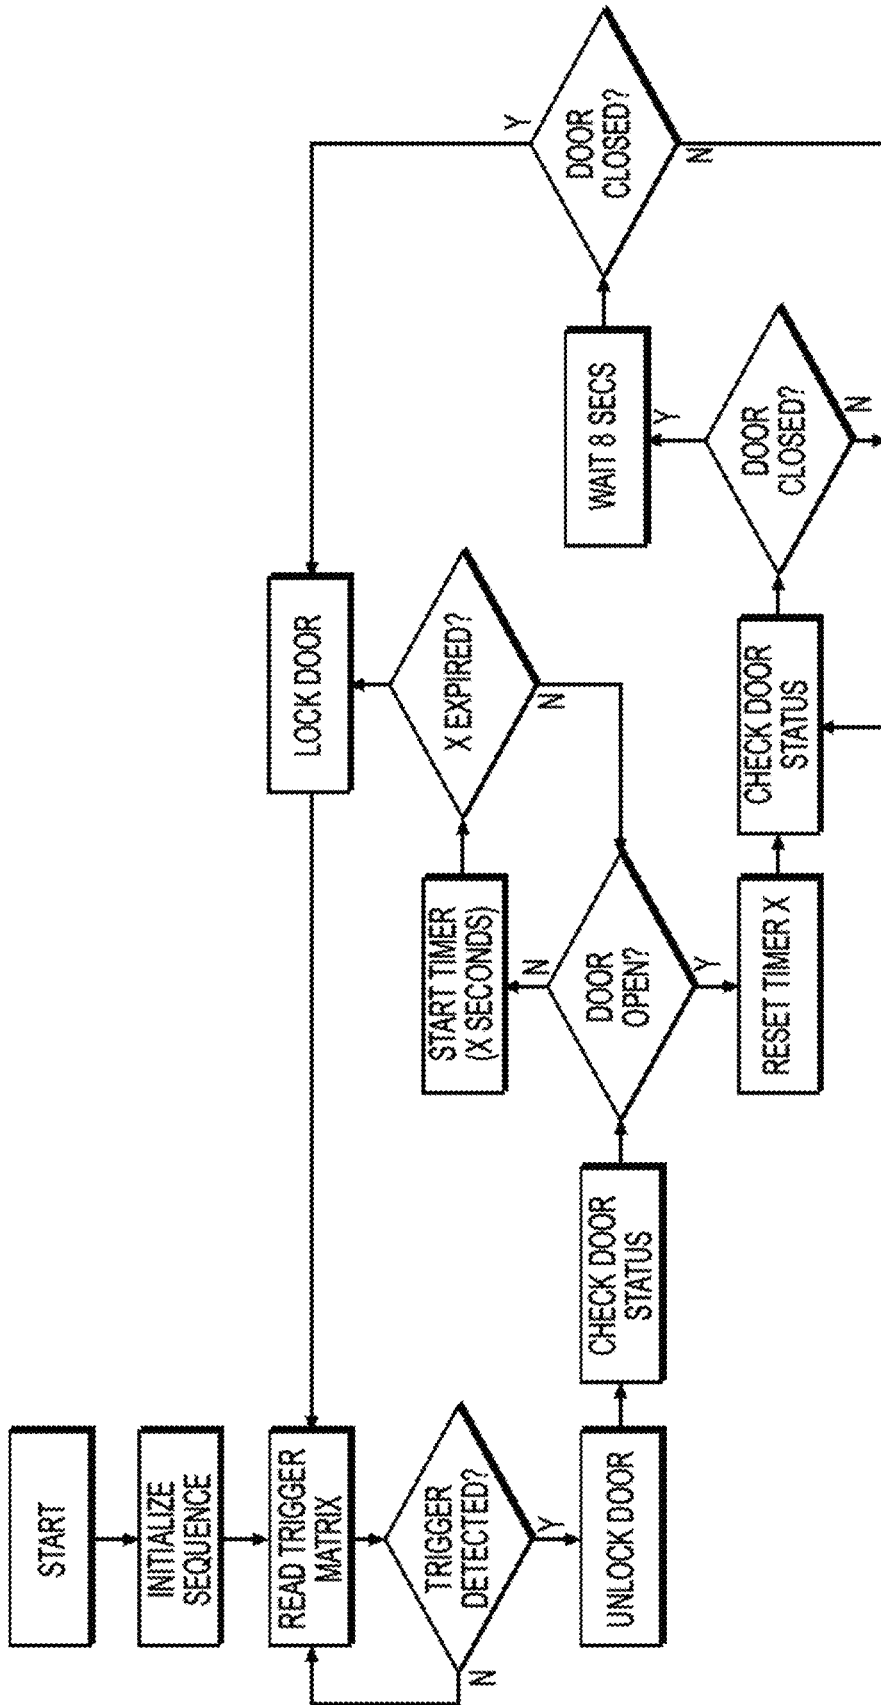 START
INITIALIZE
SEQUENCE
READ TRIGGER
MATRIX
TRIGGER
DETECTED?
N
Y
UNLOCK DOOR
CHECK DOOR
STATUS
DOOR
OPEN?
N
Y
START TIMER
(X SECONDS)
X EXPIRED?
N
LOCK DOOR
RESET TIMER X
CHECK DOOR
STATUS
DOOR
CLOSED?
Y
N
WAIT 8 SECS
DOOR
CLOSED?
Y
N